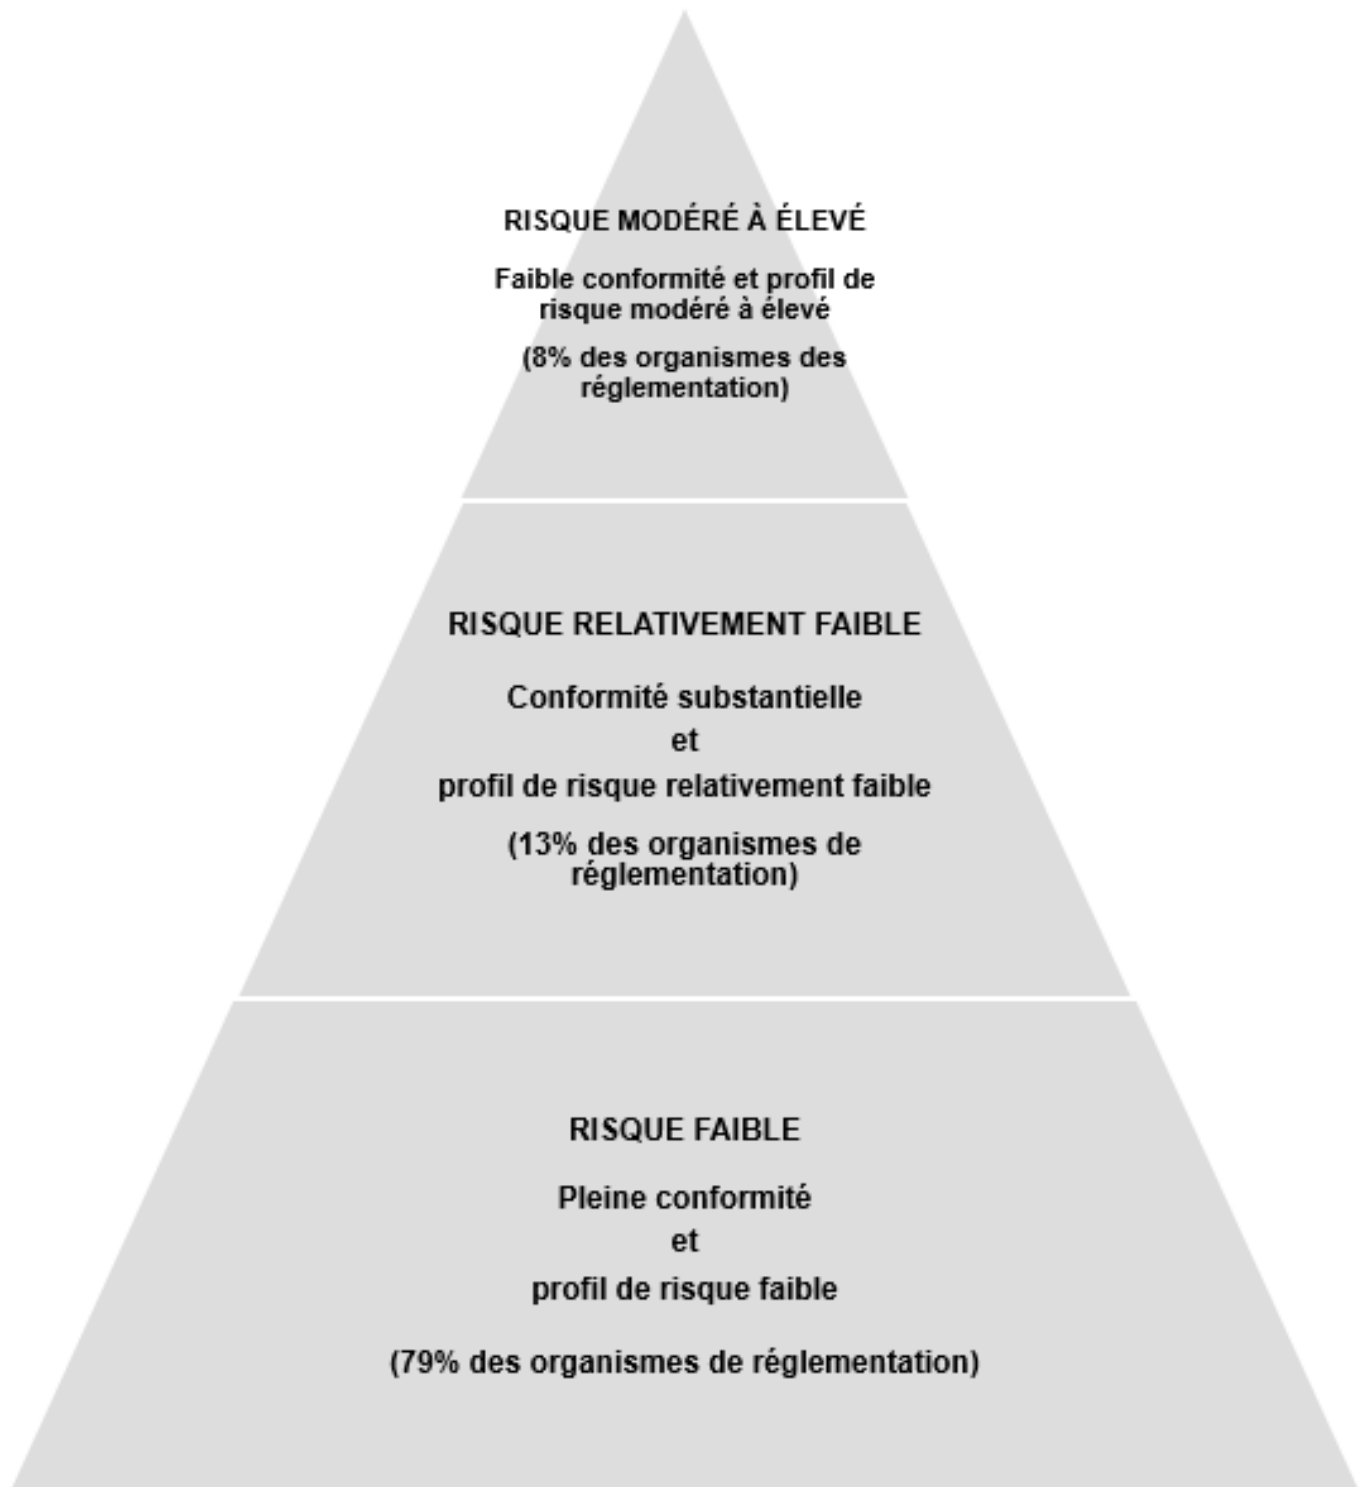 RISQUE MODÉRÉ À ÉLEVÉ
Faible conformité et profil de
risque modéré à élevé
(8% des organismes des
réglementation)
RISQUE RELATIVEMENT FAIBLE
Conformité substantielle
et
profil de risque relativement faible
(13% des organismes de
réglementation)
RISQUE FAIBLE
Pleine conformité
et
profil de risque faible
(79% des organismes de réglementation)